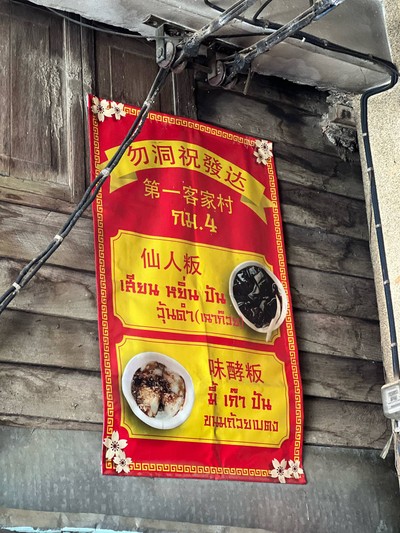 勿洞祝發达
第一客家村
กม.4
仙人粄
เสียน หยิ่น ปัน
วุ้นดำ(เฉาก๊วย)
味酵粄
มี้ เก๊า ปัน
ขนมถ้วยเบตง